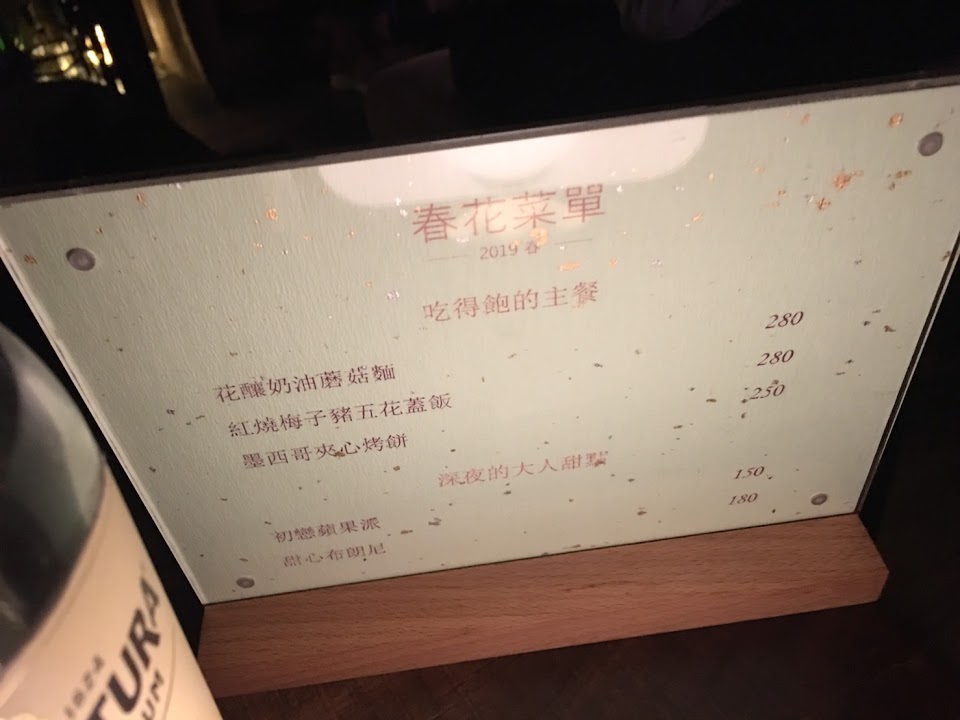 春花菜單
2019 春
吃得飽的主餐
花釀奶油蘑菇麵 280
紅燒梅子豬五花蓋飯 280
墨西哥夾心烤餅 250
深夜的大人甜點
初戀蘋果派 150
甜心布朗尼 180
1924
TURA
UM